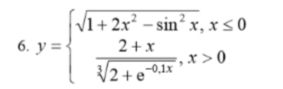 6. y = { √(1 + 2x² – sin² x), x ≤ 0
(2 + x) / ∛(2 + e^(-0,1x)), x > 0